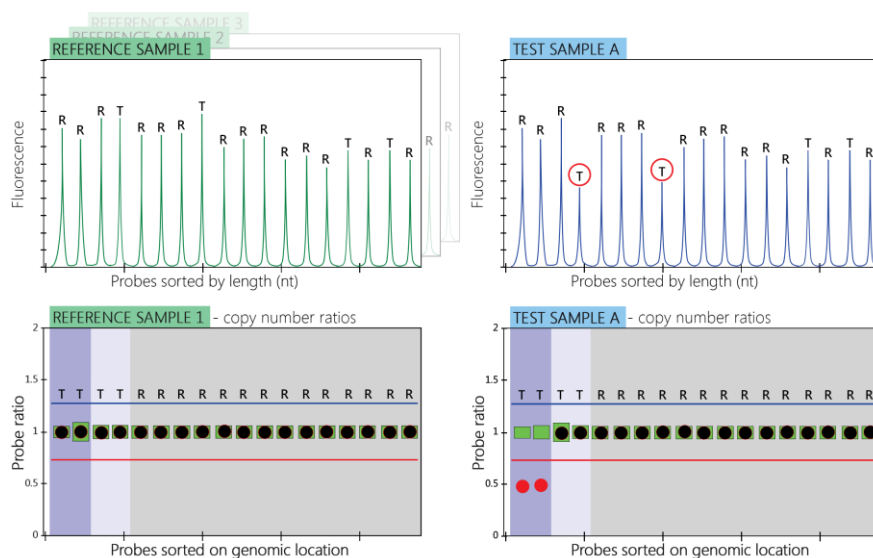 REFERENCE SAMPLE 3
REFERENCE SAMPLE 2
REFERENCE SAMPLE 1
Fluorescence
R R R T R R R T R R R R R R T R T R R R
Probes sorted by length (nt)
TEST SAMPLE A
Fluorescence
R R R T R R R T R R R R R R T R T R
Probes sorted by length (nt)
REFERENCE SAMPLE 1 - copy number ratios
Probe ratio
2
1.5
1
0.5
0
T T T T R R R R R R R R R R R R R R
Probes sorted on genomic location
TEST SAMPLE A - copy number ratios
Probe ratio
2
1.5
1
0.5
0
T T T T R R R R R R R R R R R R R R
Probes sorted on genomic location